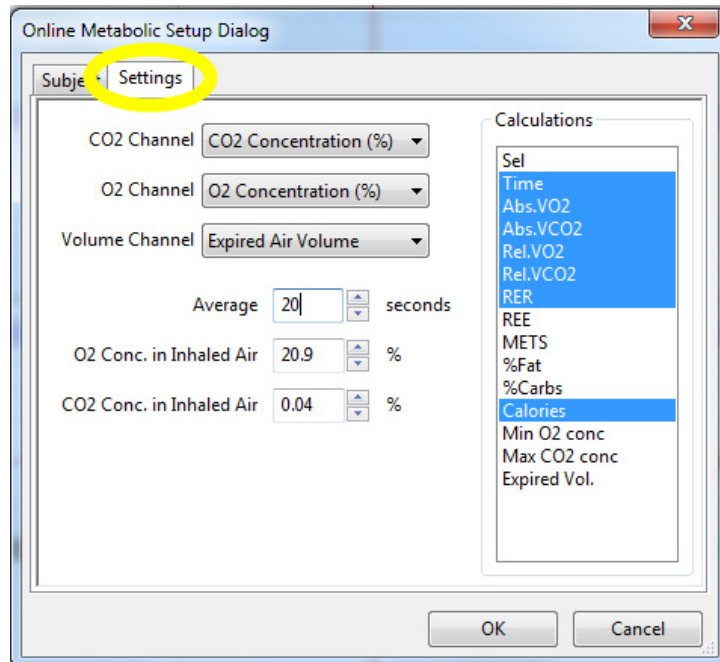 Online Metabolic Setup Dialog
Settings
CO2 Channel CO2 Concentration (%)
O2 Channel O2 Concentration (%)
Volume Channel Expired Air Volume
Average 20 seconds
O2 Conc. in Inhaled Air 20.9 %
CO2 Conc. in Inhaled Air 0.04 %
Calculations
Sel
Time
Abs.VO2
Abs.VCO2
Rel.VO2
Rel.VCO2
RER
REE
METS
%Fat
%Carbs
Calories
Min O2 conc
Max CO2 conc
Expired Vol.
OK Cancel